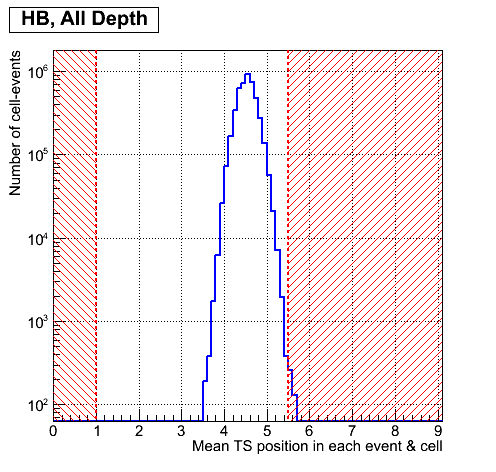 HB, All Depth
Number of cell-events
10⁶
10⁵
10⁴
10³
10²
0 1 2 3 4 5 6 7 8 9
Mean TS position in each event & cell